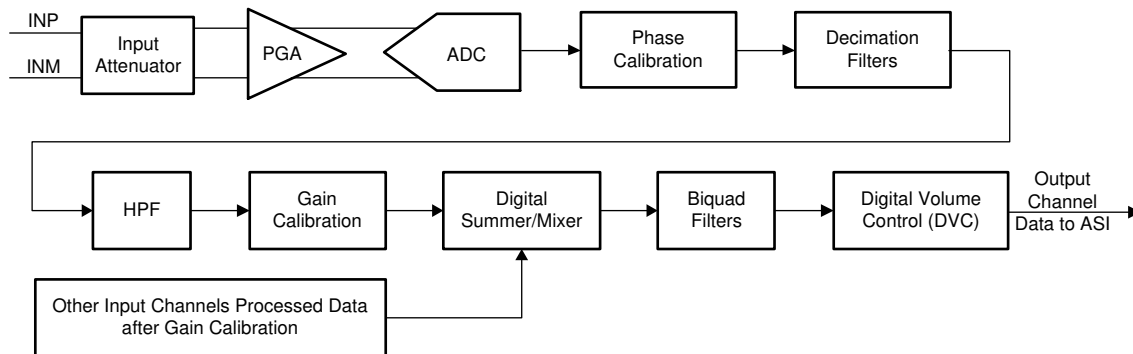 INP
INM
Input
Attenuator
PGA
ADC
Phase
Calibration
Decimation
Filters
HPF
Gain
Calibration
Digital
Summer/Mixer
Biquad
Filters
Digital Volume
Control (DVC)
Output
Channel
Data to ASI
Other Input Channels Processed Data
after Gain Calibration